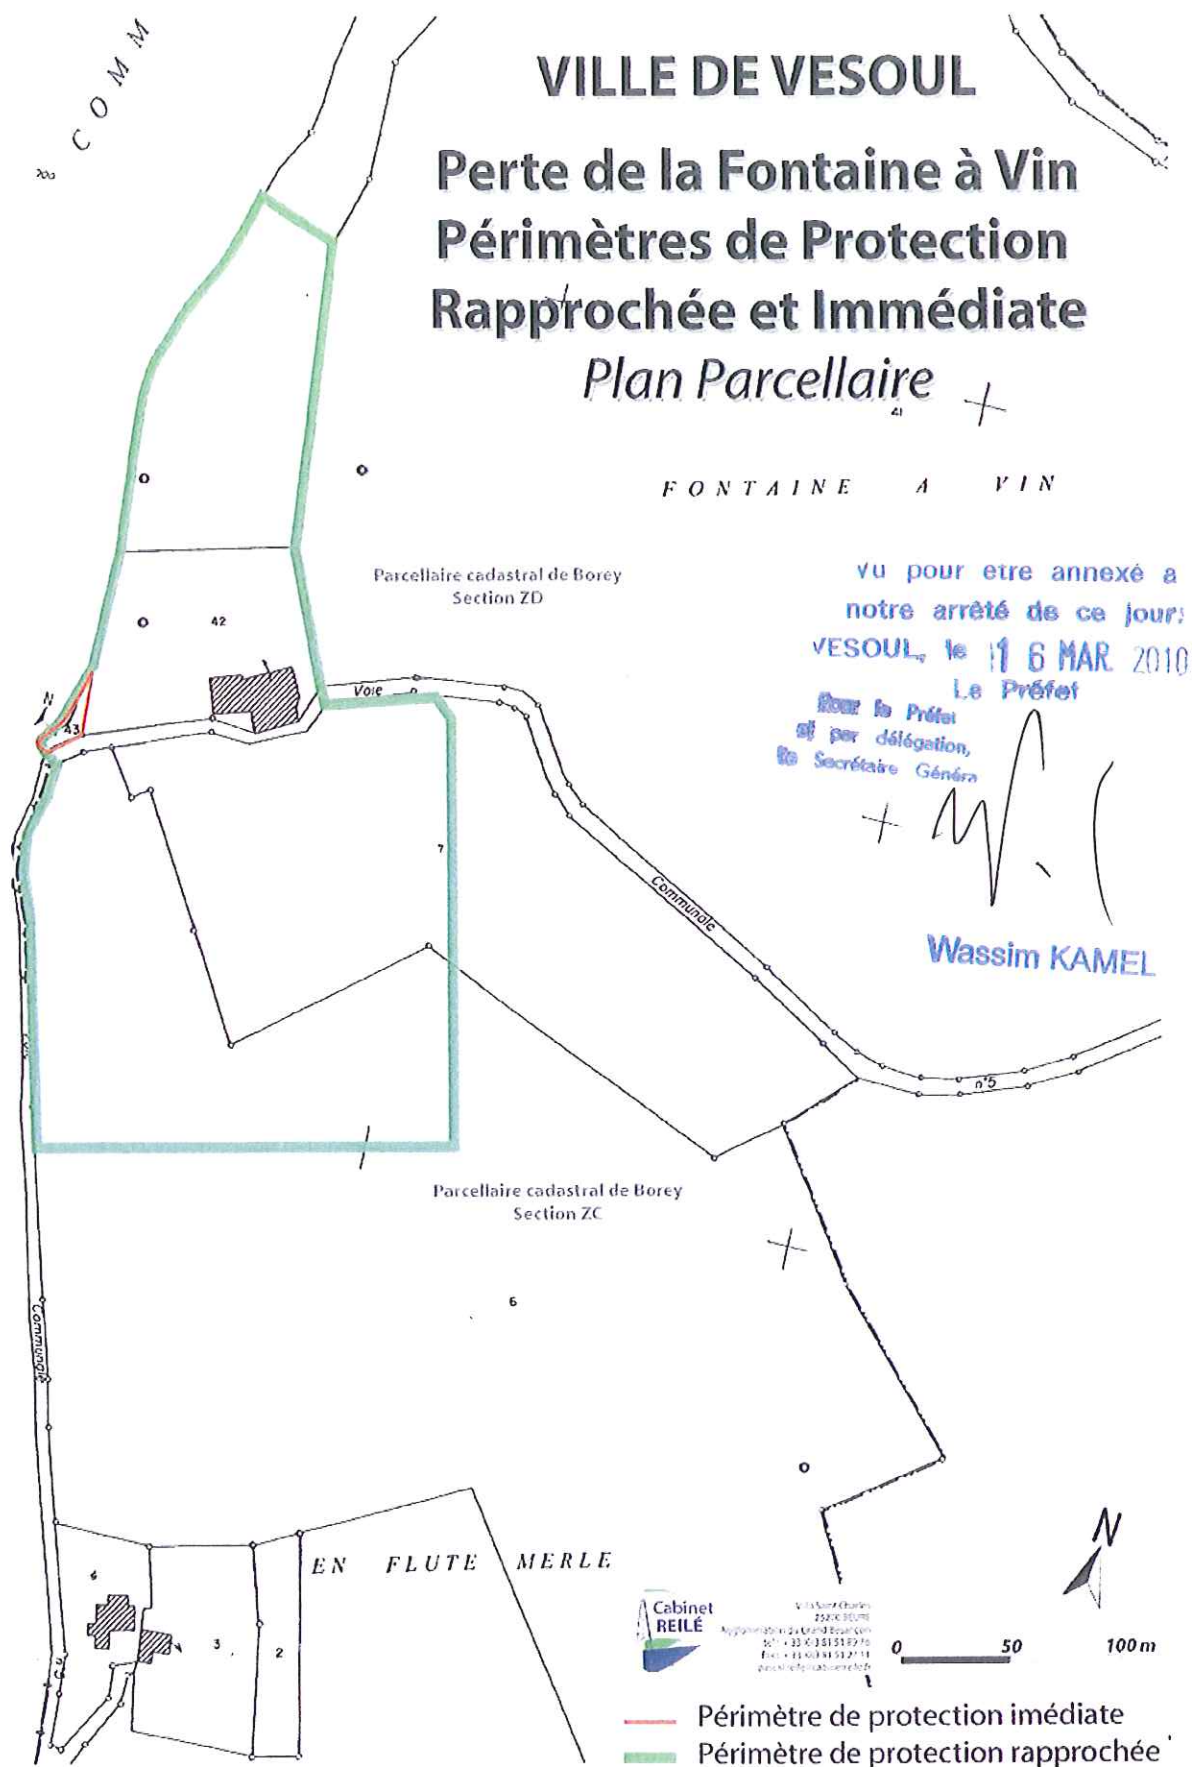 COMM
VILLE DE VESOUL
Perte de la Fontaine à Vin
Périmètres de Protection
Rapprochée et Immédiate
Plan Parcellaire
41
FONTAINE A VIN
Parcellaire cadastral de Borey
Section ZD
42
Vu pour etre annexé a
notre arrêté de ce jour:
VESOUL, le 16 MAR. 2010
Le Préfet
Pour le Préfet
et par délégation,
le Secrétaire Généra
Wassim KAMEL
N
43
Voie
7
Communale
n°5
Parcellaire cadastral de Borey
Section ZC
6
Communale
EN FLUTE MERLE
3
2
N
Cabinet
REILÉ
0 50 100 m
Périmètre de protection imédiate
Périmètre de protection rapprochée